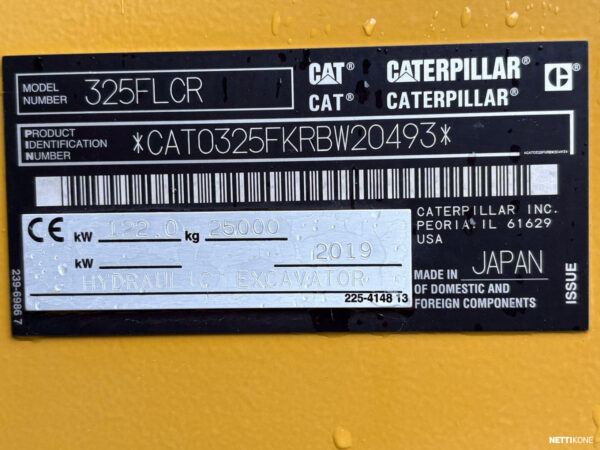 MODEL NUMBER 325FLCR
CAT® CATERPILLAR®
CAT® CATERPILLAR®
PRODUCT IDENTIFICATION NUMBER *CAT0325FKRBW20493*
*CAT0325FKRBW20493*
CE kW 122.0 kg 25000
kW 2019
HYDRAULIC EXCAVATOR
225-4148 13
CATERPILLAR INC.
PEORIA, IL 61629
USA
MADE IN JAPAN
OF DOMESTIC AND
FOREIGN COMPONENTS
ISSUE
239-6986 7
NETTIKONE